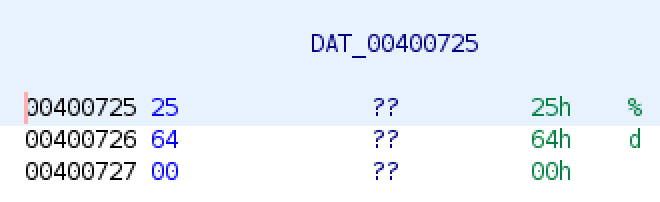 DAT_00400725
00400725 25 ?? 25h %
00400726 64 ?? 64h d
00400727 00 ?? 00h